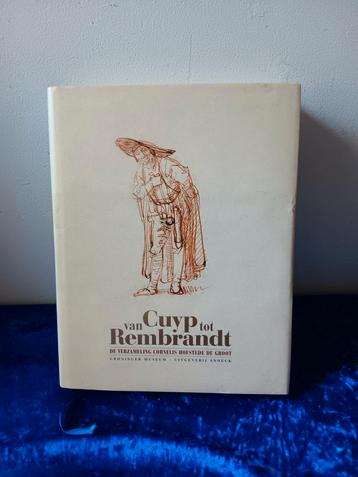 van Cuyp tot
Rembrandt
DE VERZAMELING CORNELIS HOFSTEDE DE GROOT
GRONINGER MUSEUM - UITGEVERIJ SNOECK